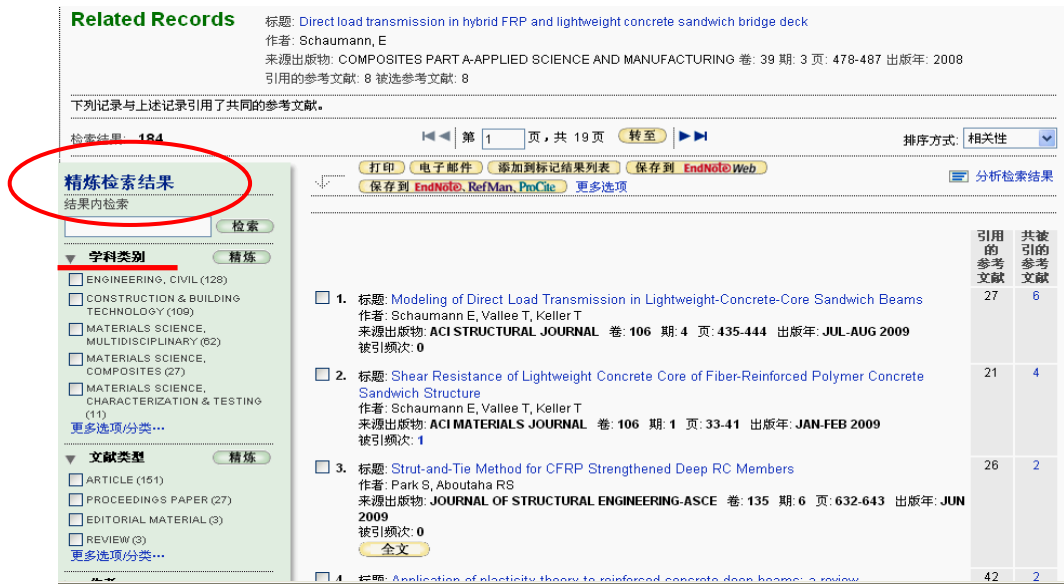 Related Records
标题: Direct load transmission in hybrid FRP and lightweight concrete sandwich bridge deck
作者: Schaumann, E
来源出版物: COMPOSITES PART A-APPLIED SCIENCE AND MANUFACTURING 卷: 39 期: 3 页: 478-487 出版年: 2008
引用的参考文献: 8 被选参考文献: 8
下列记录与上述记录引用了共同的参考文献。
检索结果: 184
第 1 页，共 19 页 转至
排序方式: 相关性
精炼检索结果
结果内检索
检索
学科类别 精炼
ENGINEERING, CIVIL (128)
CONSTRUCTION & BUILDING
TECHNOLOGY (109)
MATERIALS SCIENCE,
MULTIDISCIPLINARY (62)
MATERIALS SCIENCE,
COMPOSITES (27)
MATERIALS SCIENCE,
CHARACTERIZATION & TESTING
(11)
更多选项/分类…
文献类型 精炼
ARTICLE (151)
PROCEEDINGS PAPER (27)
EDITORIAL MATERIAL (3)
REVIEW (3)
更多选项/分类…
打印 电子邮件 添加到标记结果列表 保存到 EndNote Web
保存到 EndNote, RefMan, ProCite 更多选项
分析检索结果
引用的参考文献
共被引的参考文献
1. 标题: Modeling of Direct Load Transmission in Lightweight-Concrete-Core Sandwich Beams 27 6
作者: Schaumann E, Vallee T, Keller T
来源出版物: ACI STRUCTURAL JOURNAL 卷: 106 期: 4 页: 435-444 出版年: JUL-AUG 2009
被引频次: 0
2. 标题: Shear Resistance of Lightweight Concrete Core of Fiber-Reinforced Polymer Concrete 21 4
Sandwich Structure
作者: Schaumann E, Vallee T, Keller T
来源出版物: ACI MATERIALS JOURNAL 卷: 106 期: 1 页: 33-41 出版年: JAN-FEB 2009
被引频次: 1
3. 标题: Strut-and-Tie Method for CFRP Strengthened Deep RC Members 26 2
作者: Park S, Aboutaha RS
来源出版物: JOURNAL OF STRUCTURAL ENGINEERING-ASCE 卷: 135 期: 6 页: 632-643 出版年: JUN
2009
被引频次: 0
全文
4. 标题: Application of plasticity theory to reinforced concrete deep beams: a review 42 2